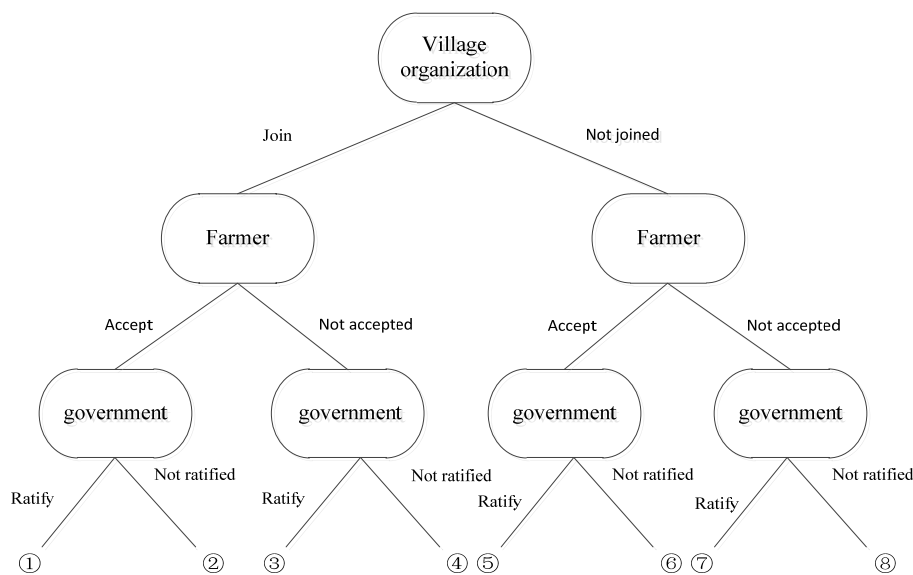 Village
organization
Join
Not joined
Farmer
Farmer
Accept
Not accepted
Accept
Not accepted
government
government
government
government
Ratify
Not ratified
Ratify
Not ratified
Ratify
Not ratified
Ratify
Not ratified
① ② ③ ④ ⑤ ⑥ ⑦ ⑧